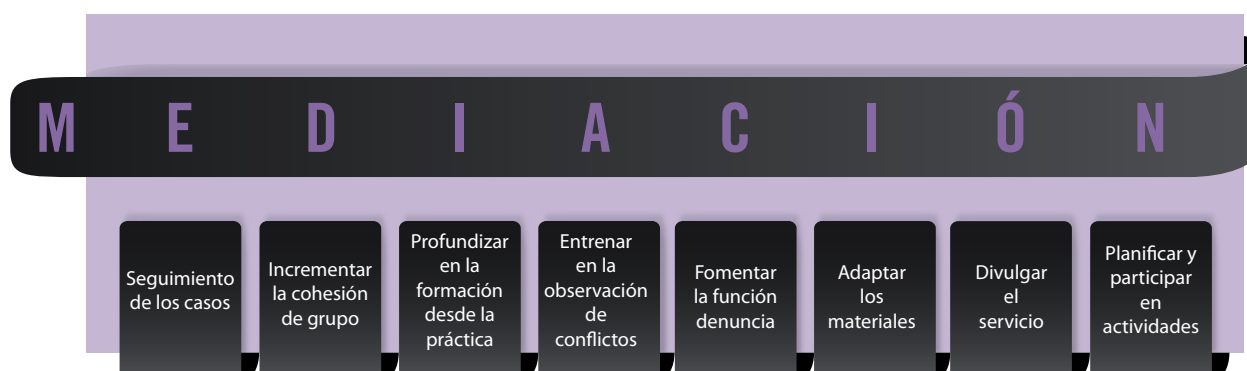 MEDIACIÓN
Seguimiento
de los casos
Incrementar
la cohesión
de grupo
Profundizar
en la
formación
desde la
práctica
Entrenar
en la
observación
de
conflictos
Fomentar
la función
denuncia
Adaptar
los
materiales
Divulgar
el
servicio
Planificar y
participar
en
actividades